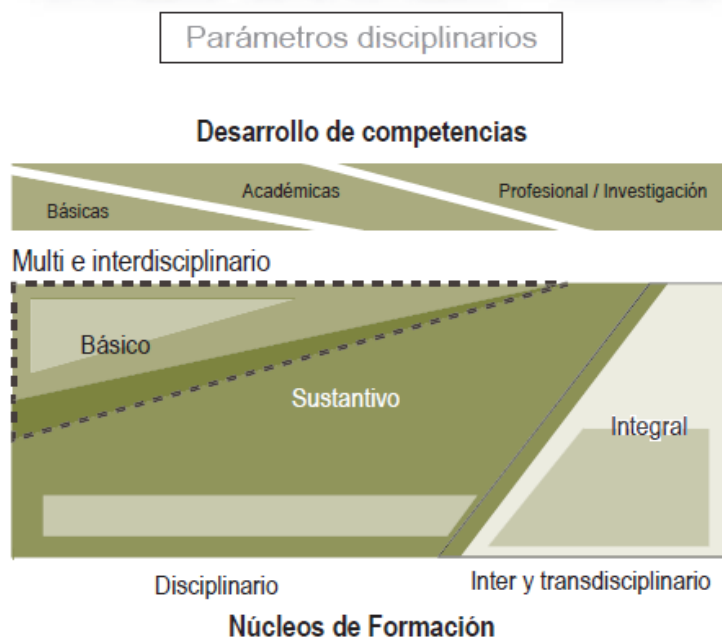 Parámetros disciplinarios
Desarrollo de competencias
Básicas
Académicas
Profesional / Investigación
Multi e interdisciplinario
Básico
Sustantivo
Integral
Disciplinario
Inter y transdisciplinario
Núcleos de Formación